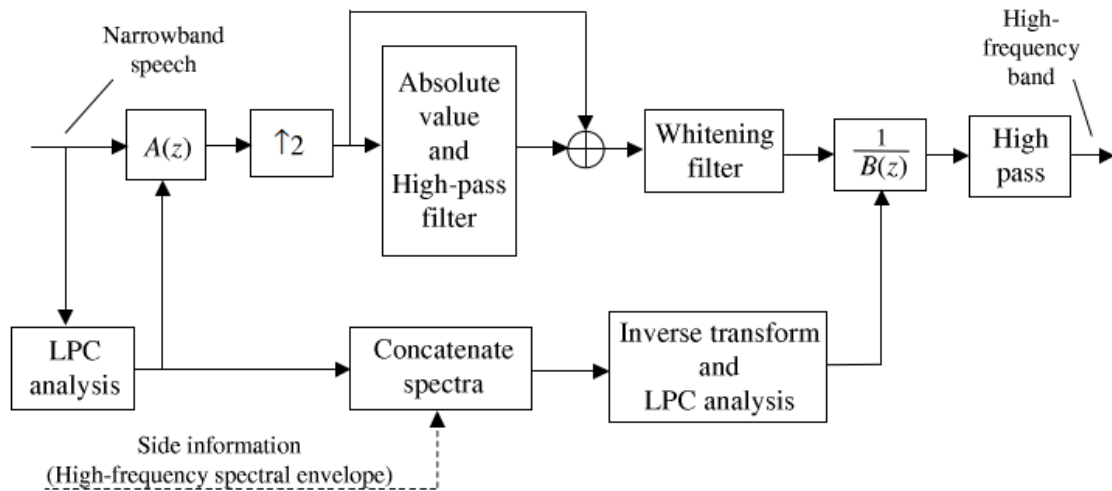 Narrowband
speech
A(z)
↑2
Absolute
value
and
High-pass
filter
Whitening
filter
1
B(z)
High
pass
High-
frequency
band
LPC
analysis
Concatenate
spectra
Inverse transform
and
LPC analysis
Side information
(High-frequency spectral envelope)